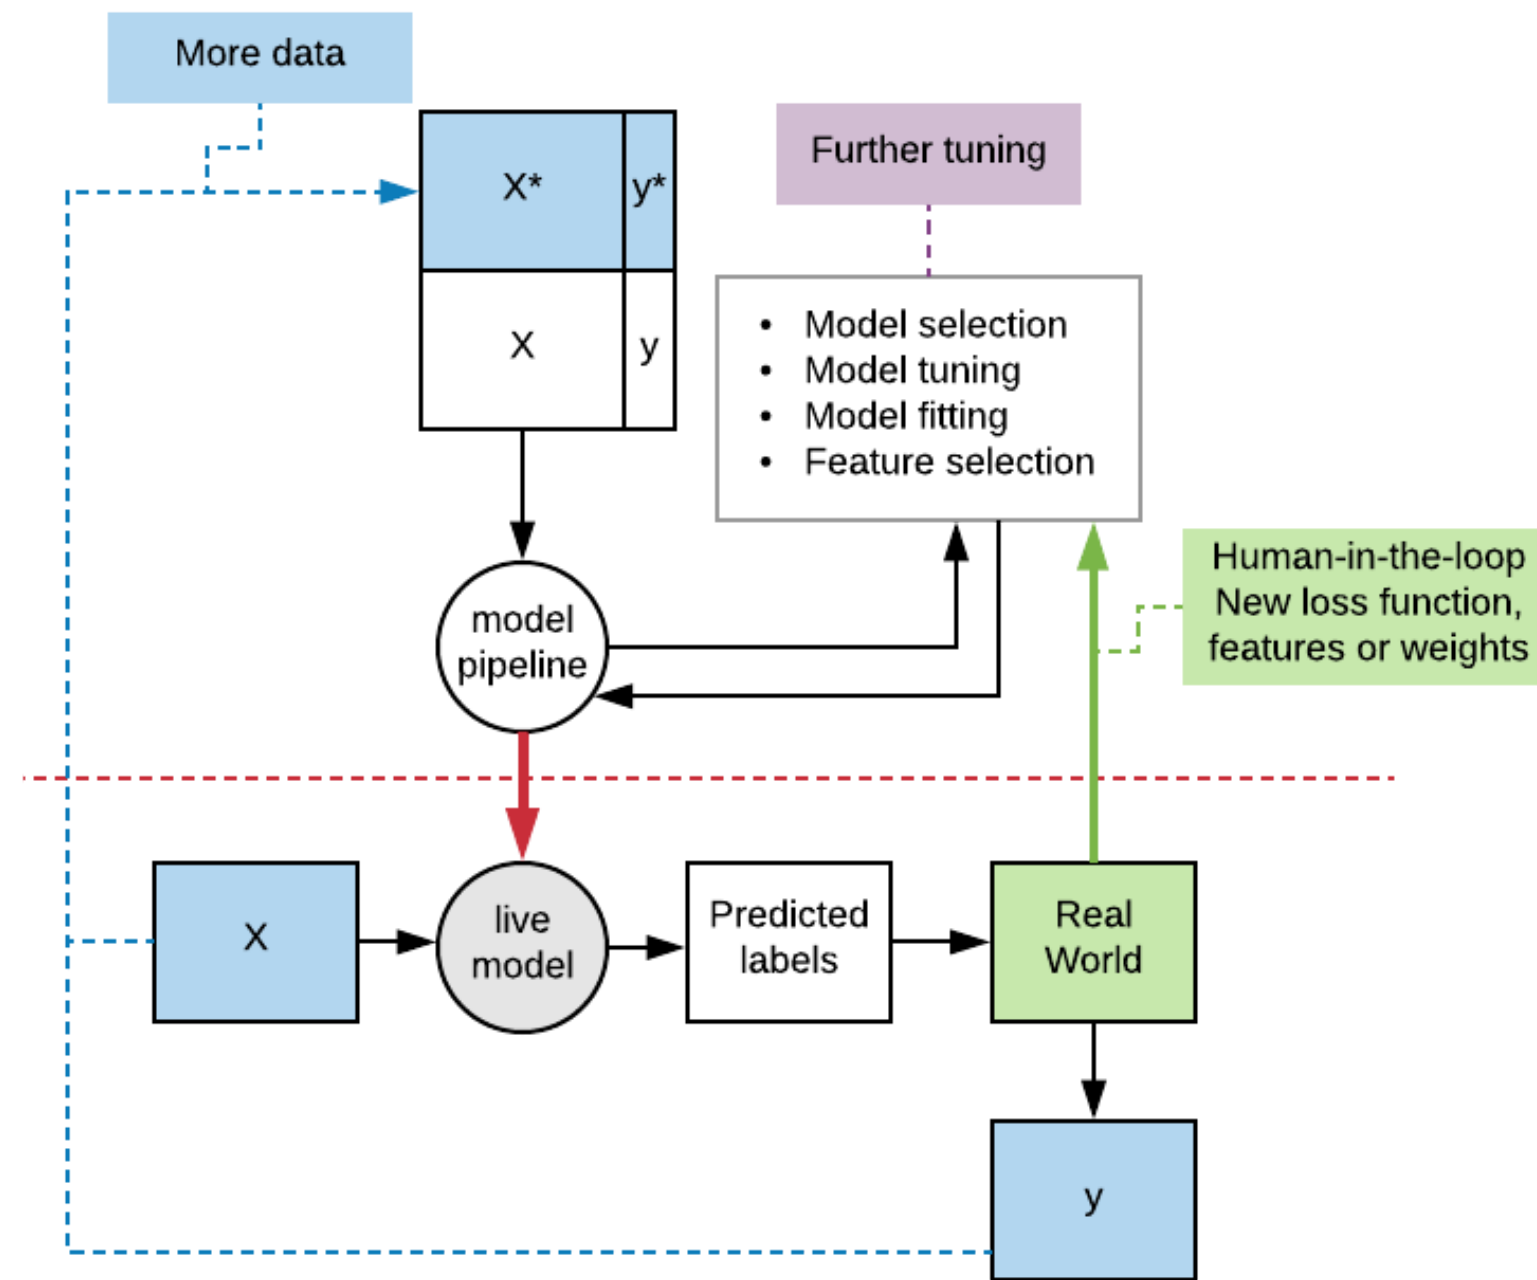 More data
X*
y*
X
y
Further tuning
• Model selection
• Model tuning
• Model fitting
• Feature selection
Human-in-the-loop
New loss function,
features or weights
model
pipeline
X
live
model
Predicted
labels
Real
World
y